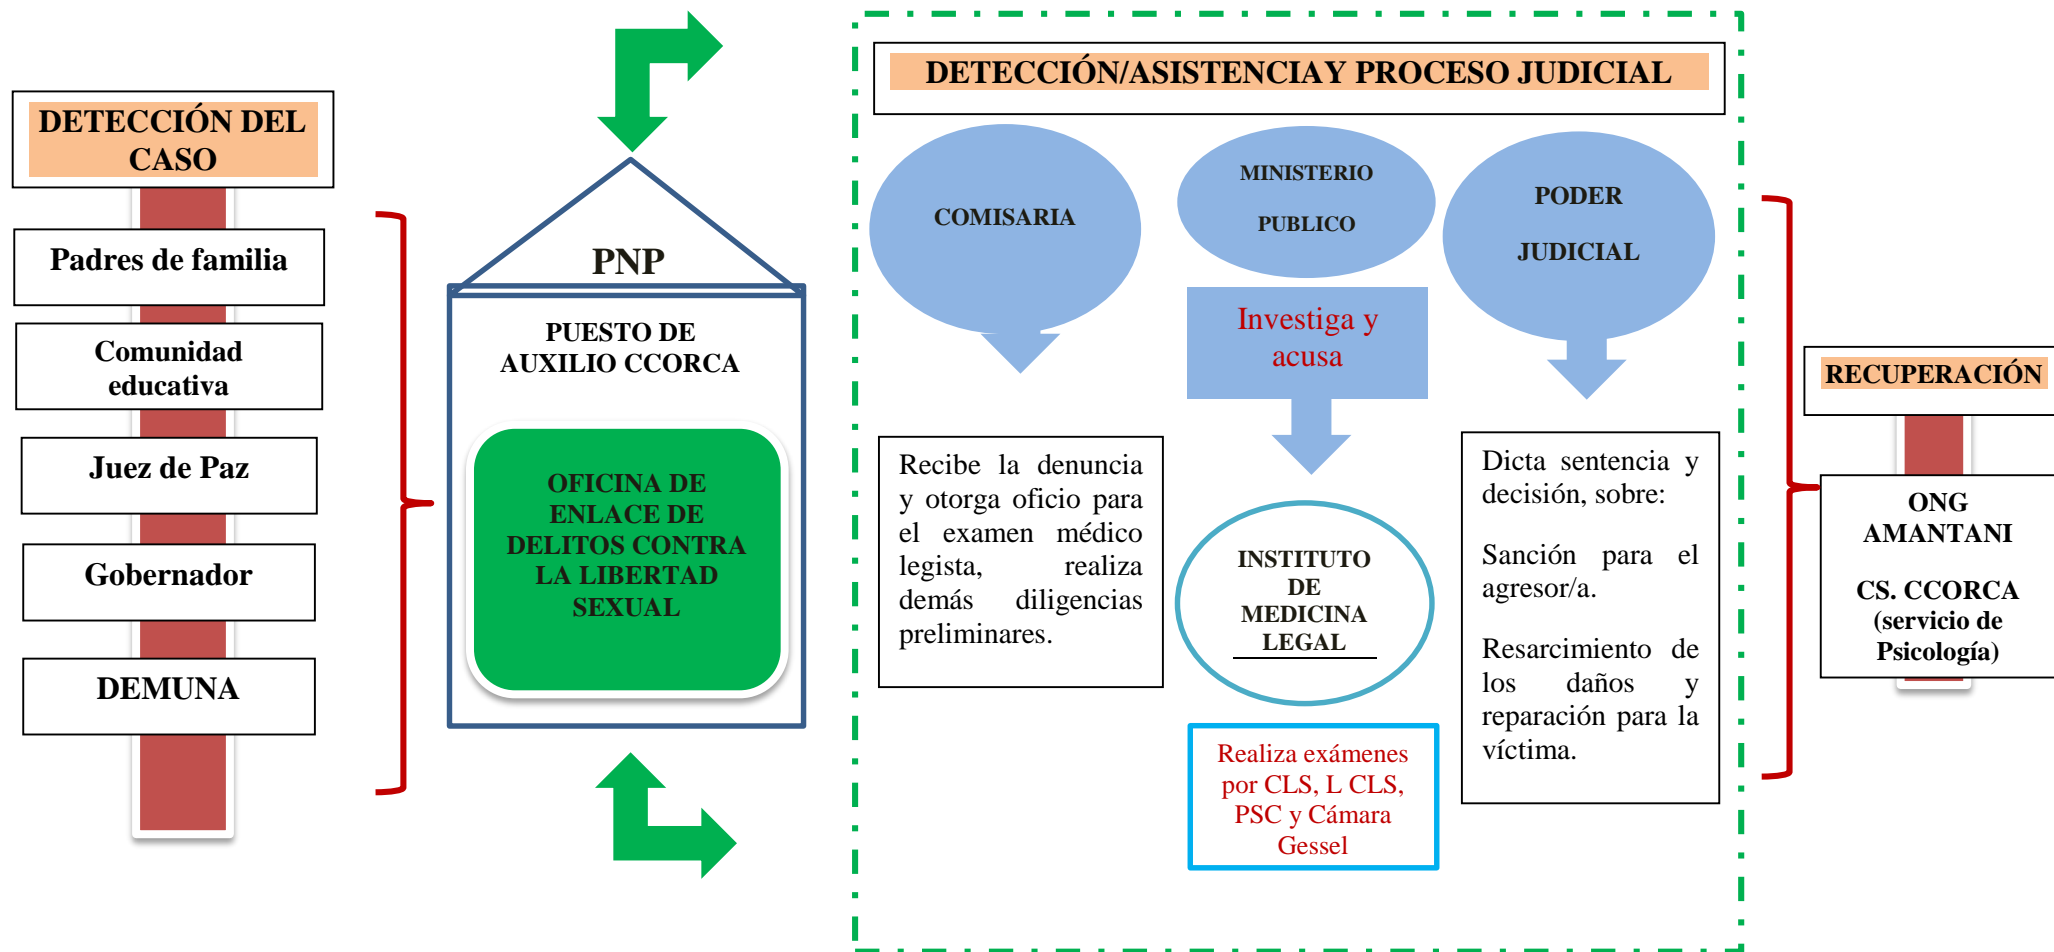 DETECCIÓN DEL
CASO
Padres de familia
Comunidad
educativa
Juez de Paz
Gobernador
DEMUNA
PNP
PUESTO DE
AUXILIO CCORCA
OFICINA DE
ENLACE DE
DELITOS CONTRA
LA LIBERTAD
SEXUAL
DETECCIÓN/ASISTENCIAY PROCESO JUDICIAL
COMISARIA
Recibe la denuncia
y otorga oficio para
el examen médico
legista, realiza
demás diligencias
preliminares.
MINISTERIO
PUBLICO
Investiga y
acusa
INSTITUTO
DE
MEDICINA
LEGAL
Realiza exámenes
por CLS, L CLS,
PSC y Cámara
Gessel
PODER
JUDICIAL
Dicta sentencia y
decisión, sobre:
Sanción para el
agresor/a.
Resarcimiento de
los daños y
reparación para la
víctima.
RECUPERACIÓN
ONG
AMANTANI
CS. CCORCA
(servicio de
Psicología)